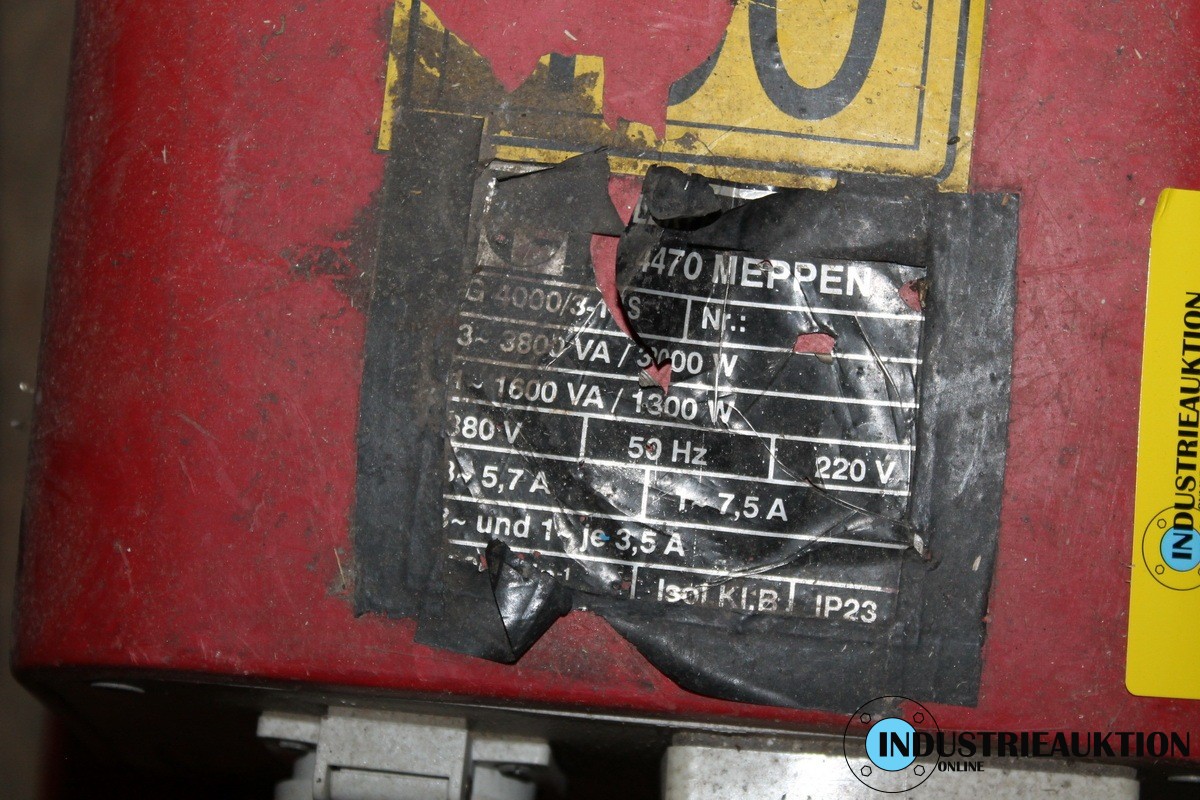 00
4470 MEPPEN
G 4000/3-1 S Nr.:
3~ 3800 VA / 3000 W
1~ 1600 VA / 1300 W
380 V 50 Hz 220 V
3~ 5,7 A 1~ 7,5 A
3~ und 1~ je 3,5 A
Isol Kl.B IP23
INDUSTRIEAUKTION
INDUSTRIEAUKTION
ONLINE